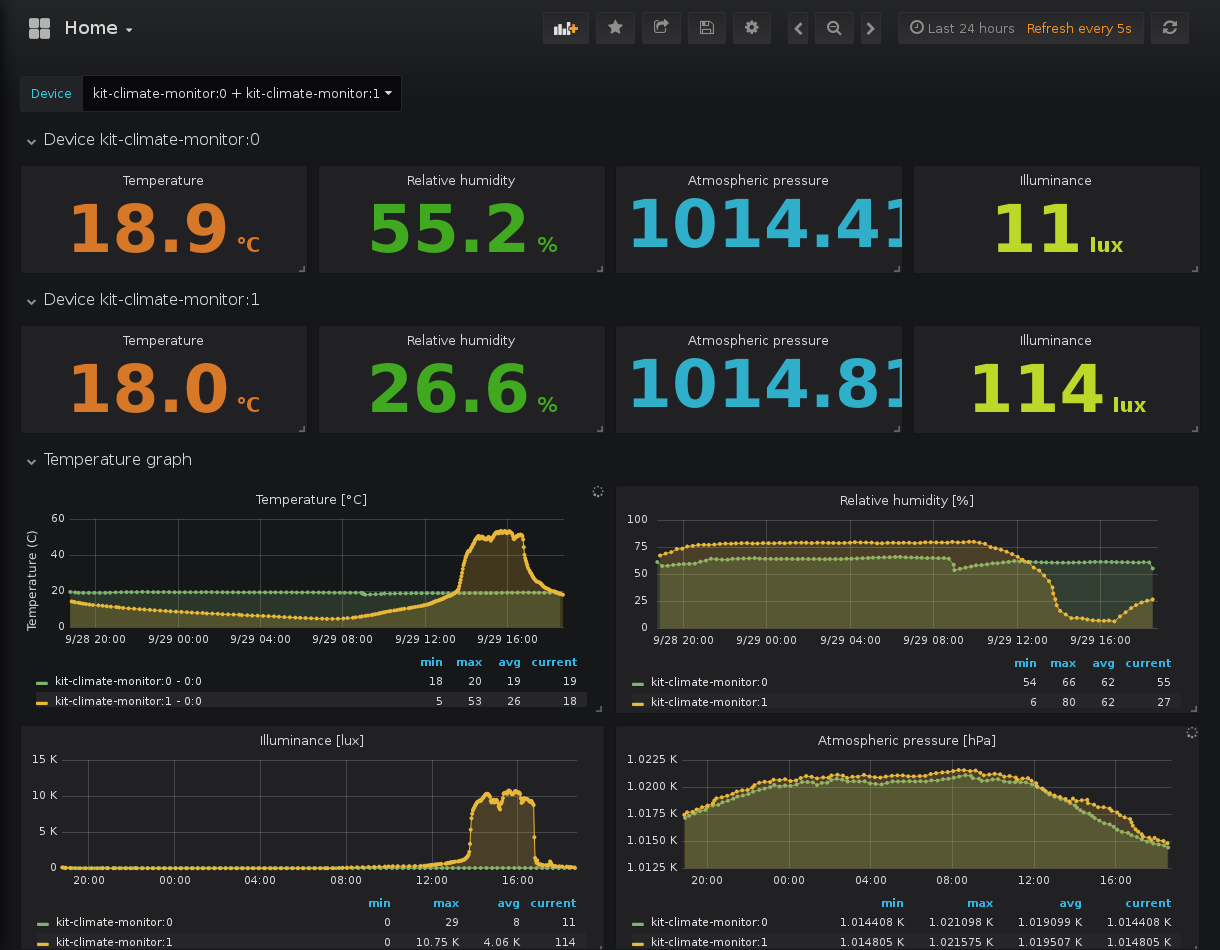 Home
Last 24 hours Refresh every 5s
Device kit-climate-monitor:0 + kit-climate-monitor:1
Device kit-climate-monitor:0
Temperature Relative humidity Atmospheric pressure Illuminance
18.9 °C 55.2 % 1014.41 11 lux
Device kit-climate-monitor:1
Temperature Relative humidity Atmospheric pressure Illuminance
18.0 °C 26.6 % 1014.81 114 lux
Temperature graph
Temperature [°C]
Temperature (C)
60
40
20
0
9/28 20:00 9/29 00:00 9/29 04:00 9/29 08:00 9/29 12:00 9/29 16:00
min max avg current
kit-climate-monitor:0 - 0:0 18 20 19 19
kit-climate-monitor:1 - 0:0 5 53 26 18
Relative humidity [%]
100
75
50
25
0
9/28 20:00 9/29 00:00 9/29 04:00 9/29 08:00 9/29 12:00 9/29 16:00
min max avg current
kit-climate-monitor:0 54 66 62 55
kit-climate-monitor:1 6 80 62 27
Illuminance [lux]
15 K
10 K
5 K
0
20:00 00:00 04:00 08:00 12:00 16:00
min max avg current
kit-climate-monitor:0 0 29 8 11
kit-climate-monitor:1 0 10.75 K 4.06 K 114
Atmospheric pressure [hPa]
1.0225 K
1.0200 K
1.0175 K
1.0150 K
1.0125 K
20:00 00:00 04:00 08:00 12:00 16:00
min max avg current
kit-climate-monitor:0 1.014408 K 1.021098 K 1.019099 K 1.014408 K
kit-climate-monitor:1 1.014805 K 1.021575 K 1.019507 K 1.014805 K